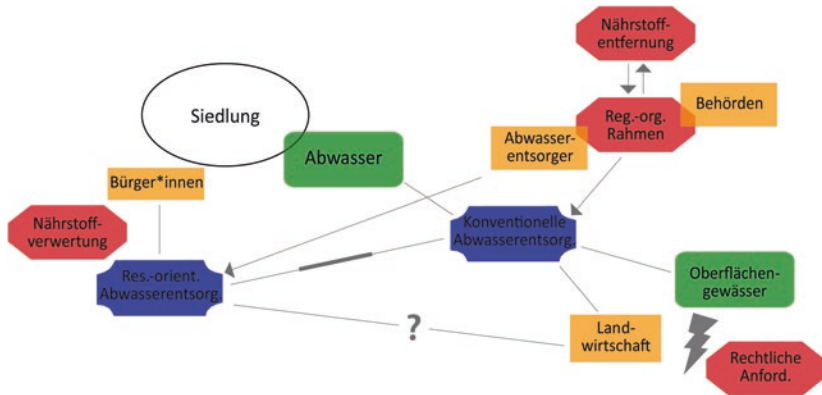 Nährstoff-
entfernung
Reg.-org.
Rahmen
Behörden
Siedlung
Abwasser
Abwasser-
entsorger
Bürger*innen
Nährstoff-
verwertung
Konventionelle
Abwasserentsorg.
Res.-orient.
Abwasserentsorg.
Oberflächen-
gewässer
?
Land-
wirtschaft
Rechtliche
Anford.